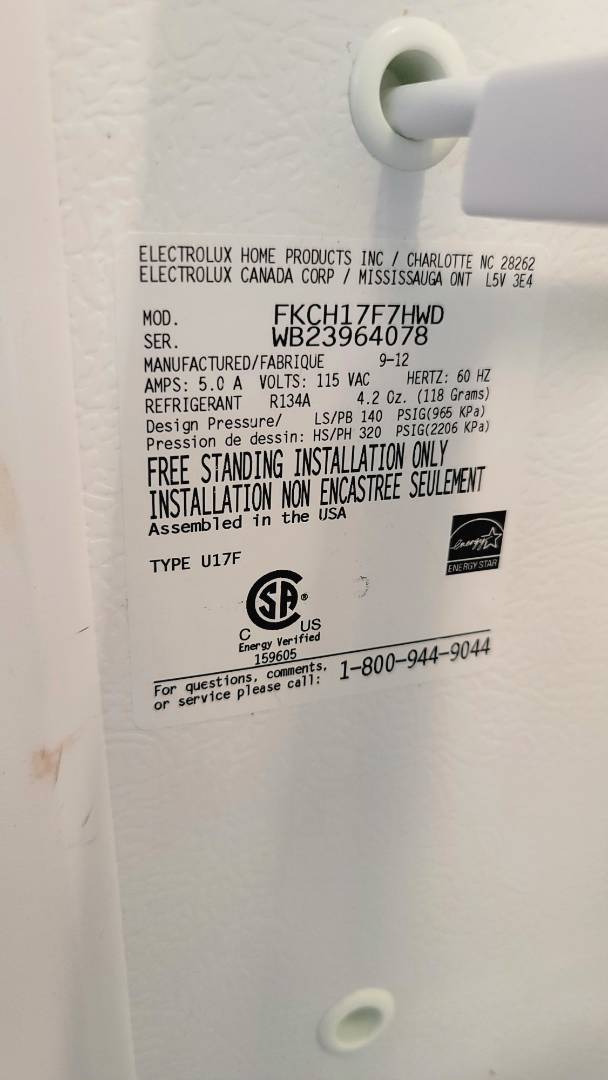 ELECTROLUX HOME PRODUCTS INC / CHARLOTTE NC 28262
ELECTROLUX CANADA CORP / MISSISSAUGA ONT L5V 3E4
MOD. FKCH17F7HWD
SER. WB23964078
MANUFACTURED/FABRIQUE 9-12
AMPS: 5.0 A VOLTS: 115 VAC HERTZ: 60 HZ
REFRIGERANT R134A 4.2 Oz. (118 Grams)
Design Pressure/ LS/PB 140 PSIG(965 KPa)
Pression de dessin: HS/PH 320 PSIG(2206 KPa)
FREE STANDING INSTALLATION ONLY
INSTALLATION NON ENCASTREE SEULEMENT
Assembled in the USA
TYPE U17F
energy
ENERGY STAR
SA®
C US
Energy Verified
159605
For questions, comments,
or service please call: 1-800-944-9044